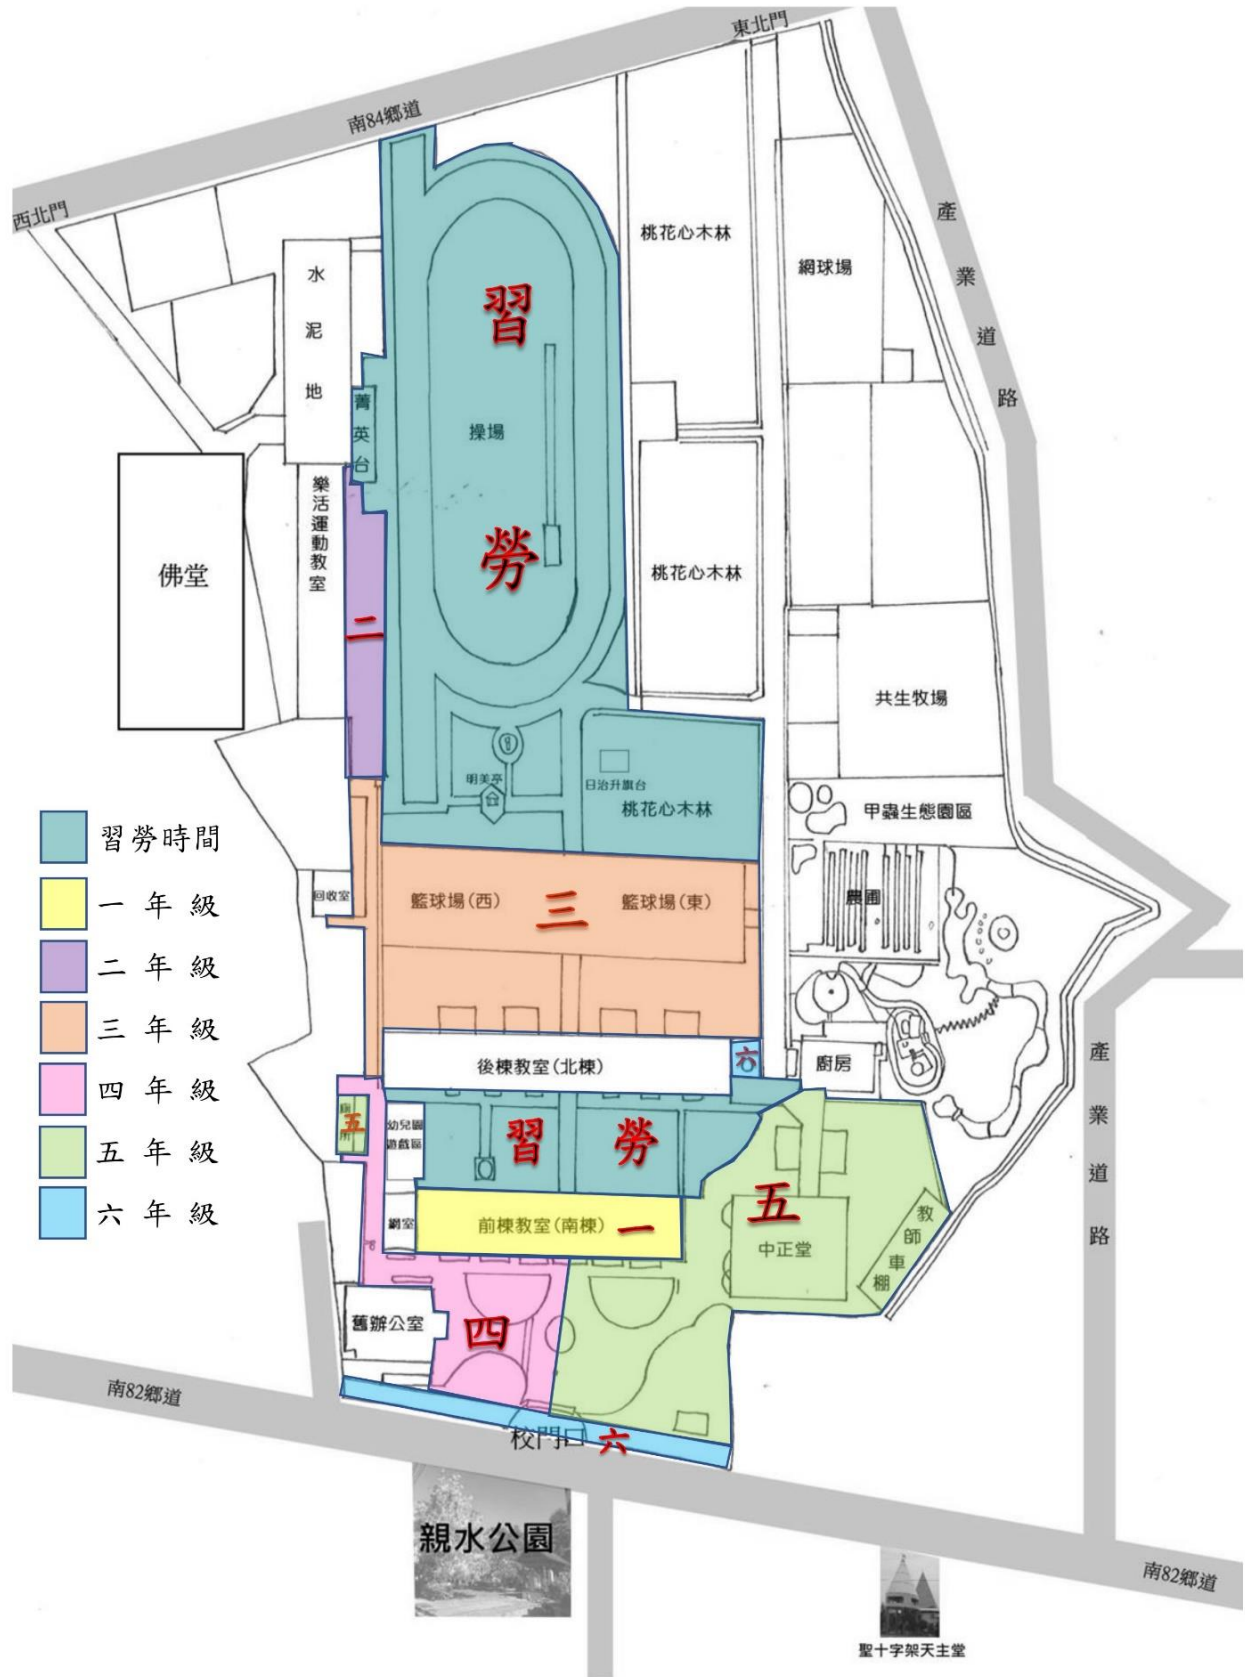 東北門
南84鄉道
西北門
產業道路
桃花心木林
網球場
水泥地
習
菁英台
操場
樂活運動教室
勞
桃花心木林
佛堂
二
共生牧場
明美亭
日治升旗台
桃花心木林
甲蟲生態園區
習勞時間
一年級
二年級
三年級
四年級
五年級
六年級
回收室
籃球場(西)
三
籃球場(東)
農圃
後棟教室(北棟)
六
廚房
產業道路
五
幼兒園
遊戲區
習
勞
網室
前棟教室(南棟)
一
五
中正堂
教師車棚
舊辦公室
四
南82鄉道
校門口
六
親水公園
南82鄉道
聖十字架天主堂